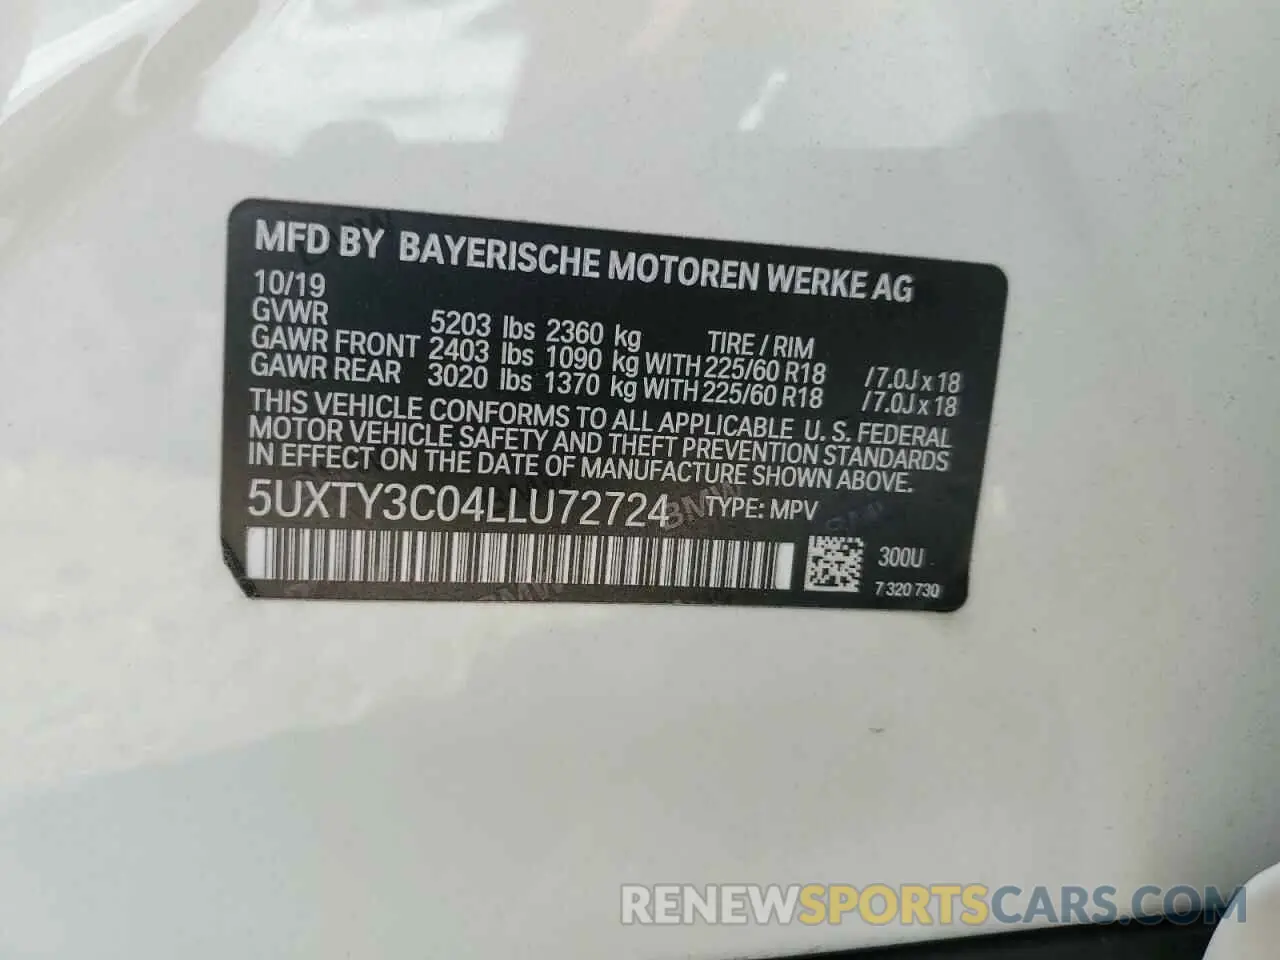 MFD BY BAYERISCHE MOTOREN WERKE AG
10/19
GVWR 5203 lbs 2360 kg TIRE / RIM
GAWR FRONT 2403 lbs 1090 kg WITH 225/60 R18 / 7.0J x 18
GAWR REAR 3020 lbs 1370 kg WITH 225/60 R18 / 7.0J x 18
THIS VEHICLE CONFORMS TO ALL APPLICABLE U. S. FEDERAL
MOTOR VEHICLE SAFETY AND THEFT PREVENTION STANDARDS
IN EFFECT ON THE DATE OF MANUFACTURE SHOWN ABOVE.
5UXTY3C04LLU72724 TYPE: MPV
300U
7 320 730
RENEWSPORTSCARS.COM